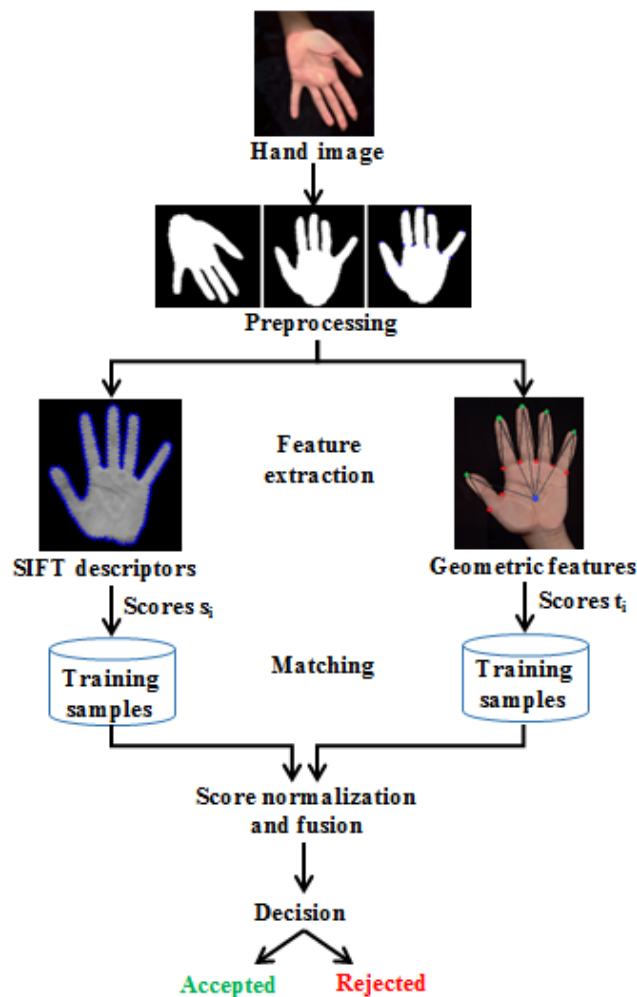 Hand image
Preprocessing
Feature
extraction
SIFT descriptors
Geometric features
Scores sᵢ
Scores tᵢ
Training
samples
Matching
Training
samples
Score normalization
and fusion
Decision
Accepted
Rejected